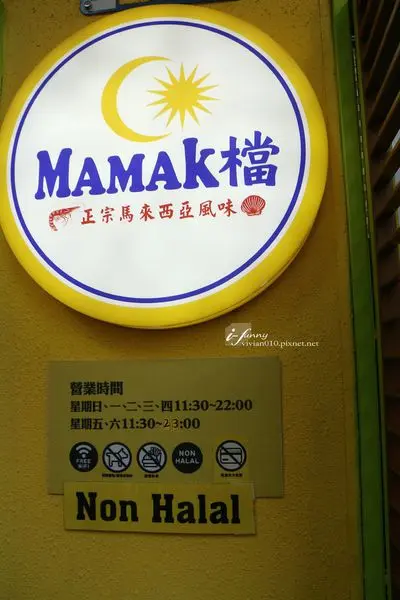 MAMAK檔
正宗馬來西亞風味
i-funny
vivian010.pixnet.net
營業時間
星期日、一、二、三、四11:30~22:00
星期五、六11:30~23:00
FREE
WiFi
NON
HALAL
Non Halal